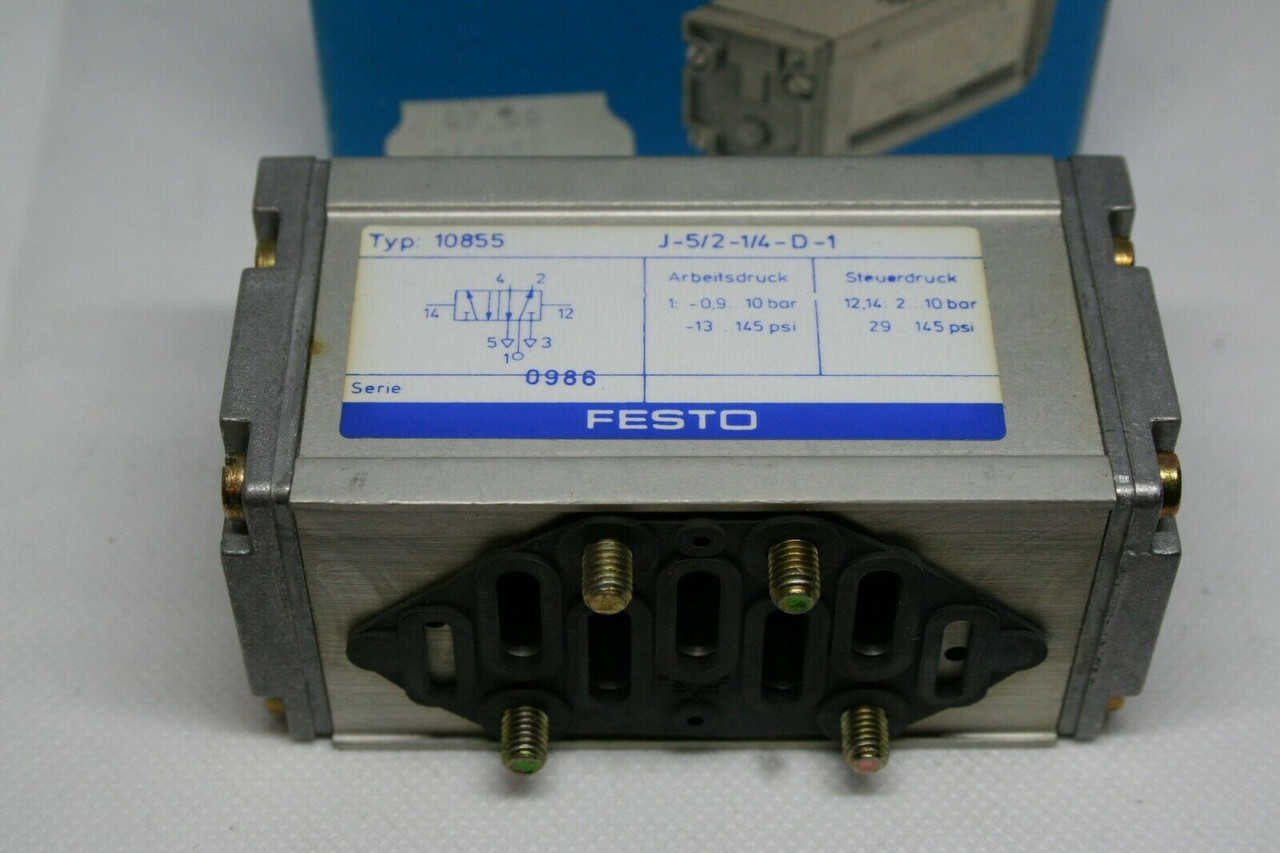 Typ: 10855 J-5/2-1/4-D-1
4 2
14 12
5 3
1
Arbeitsdruck
1: -0,9...10 bar
-13 ...145 psi
Steuerdruck
12,14: 2...10 bar
29 145 psi
Serie 0986
FESTO